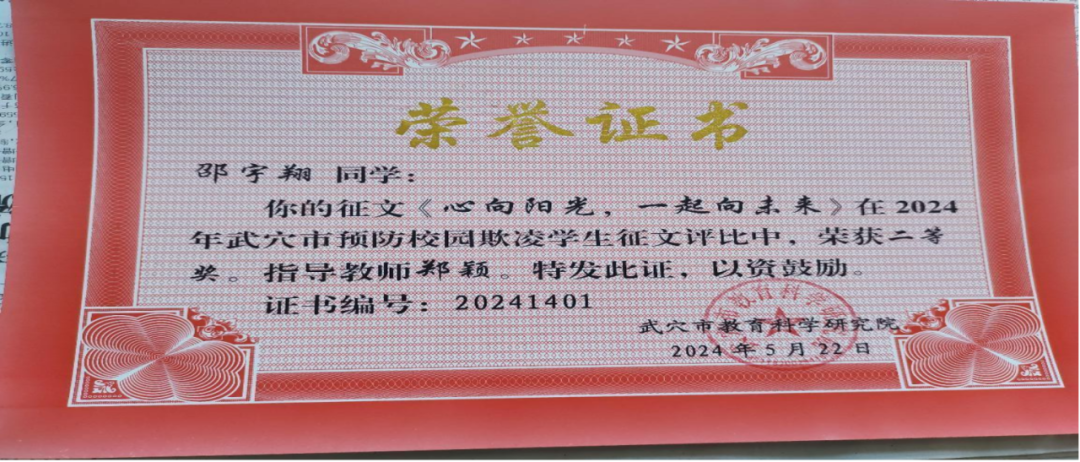 荣誉证书
邵宇翔 同学：
你的征文《心向阳光，一起向未来》在2024
年武穴市预防校园欺凌学生征文评比中，荣获二等
奖。指导教师郑颖。特发此证，以资鼓励。
证书编号：20241401
武穴市教育科学研究院
2024年5月22日